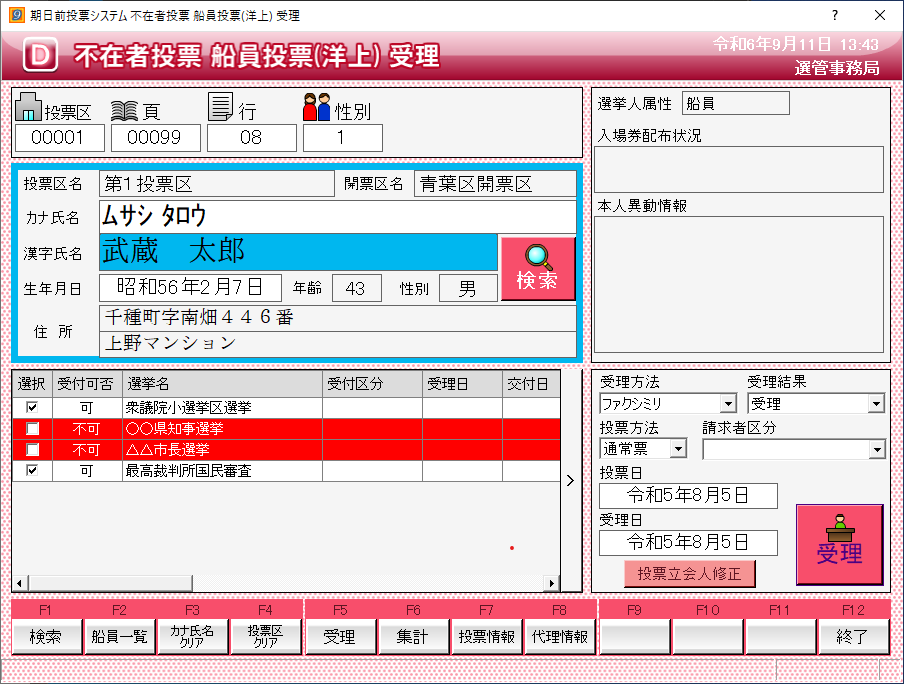 期日前投票システム 不在者投票 船員投票(洋上) 受理
? ×
D 不在者投票 船員投票(洋上) 受理
令和6年9月11日 13:43
選管事務局
投票区 頁 行 性別
00001 00099 08 1
投票区名 第1投票区 開票区名 青葉区開票区
カナ氏名 ムサシ タロウ
漢字氏名 武蔵 太郎
検索
生年月日 昭和56年2月7日 年齢 43 性別 男
住 所 千種町字南畑446番
上野マンション
選挙人属性 船員
入場券配布状況
本人異動情報
選択 受付可否 選挙名 受付区分 受理日 交付日
可 衆議院小選挙区選挙
不可 〇〇県知事選挙
不可 △△市長選挙
可 最高裁判所国民審査
>
受理方法 受理結果
ファクシミリ 受理
投票方法 請求者区分
通常票
投票日
令和5年8月5日
受理日
令和5年8月5日
投票立会人修正
受理
F1 F2 F3 F4 F5 F6 F7 F8 F9 F10 F11 F12
検索 船員一覧 カナ氏名クリア 投票区クリア 受理 集計 投票情報 代理情報 終了